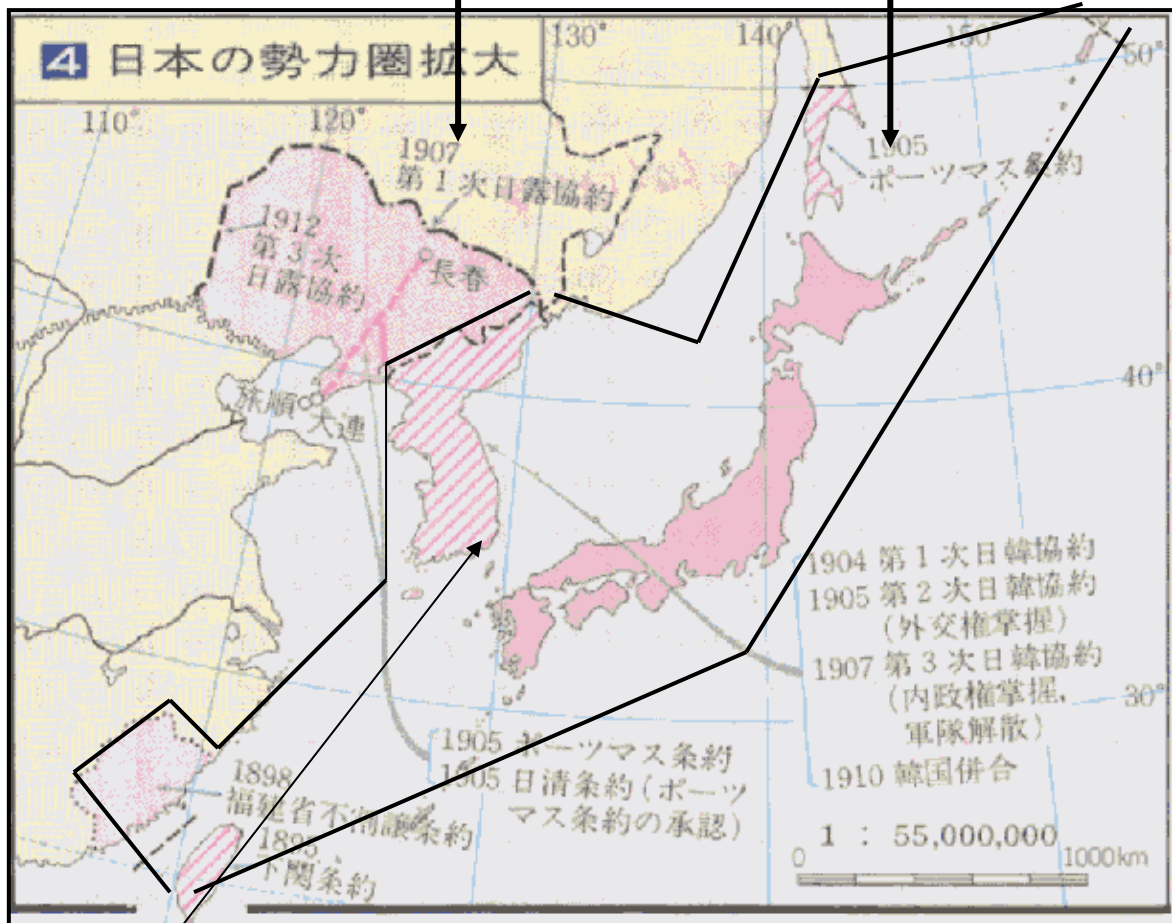 4 日本の勢力圏拡大
130°
140°
150°
50°
110°
120°
1907
第1次日露協約
1905
ポーツマス条約
1912
第3次
日露協約
長春
40°
旅順
大連
1904 第1次日韓協約
1905 第2次日韓協約
(外交権掌握)
1907 第3次日韓協約
(内政権掌握,
軍隊解散)
1910 韓国併合
30°
1905 ポーツマス条約
1905 日清条約(ポーツ
マス条約の承認)
1898
福建省不割譲条約
1895
下関条約
1 : 55,000,000
0
1000km